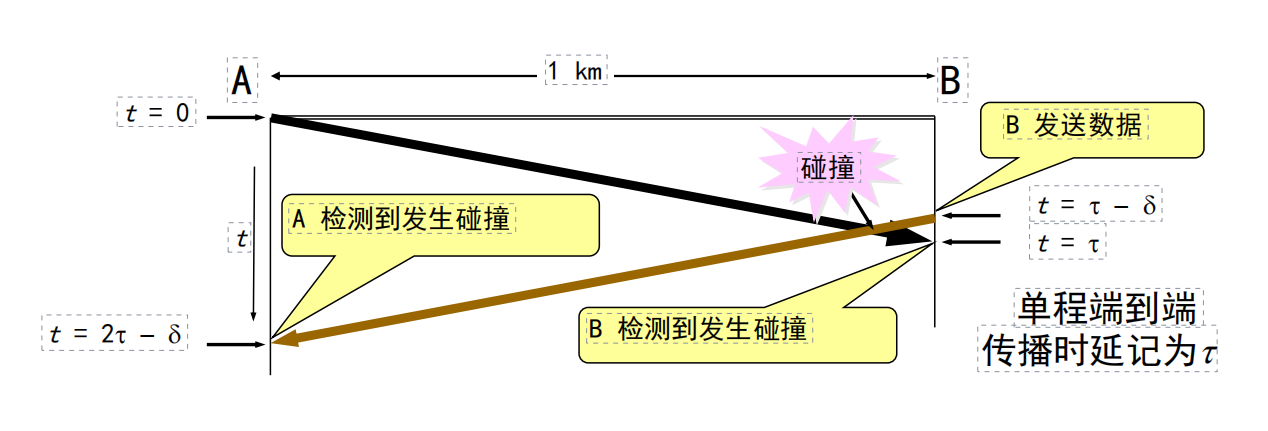 A
1 km
B
t = 0
B 发送数据
碰撞
t = τ − δ
A 检测到发生碰撞
t
t = τ
B 检测到发生碰撞
t = 2τ − δ
单程端到端
传播时延记为τ